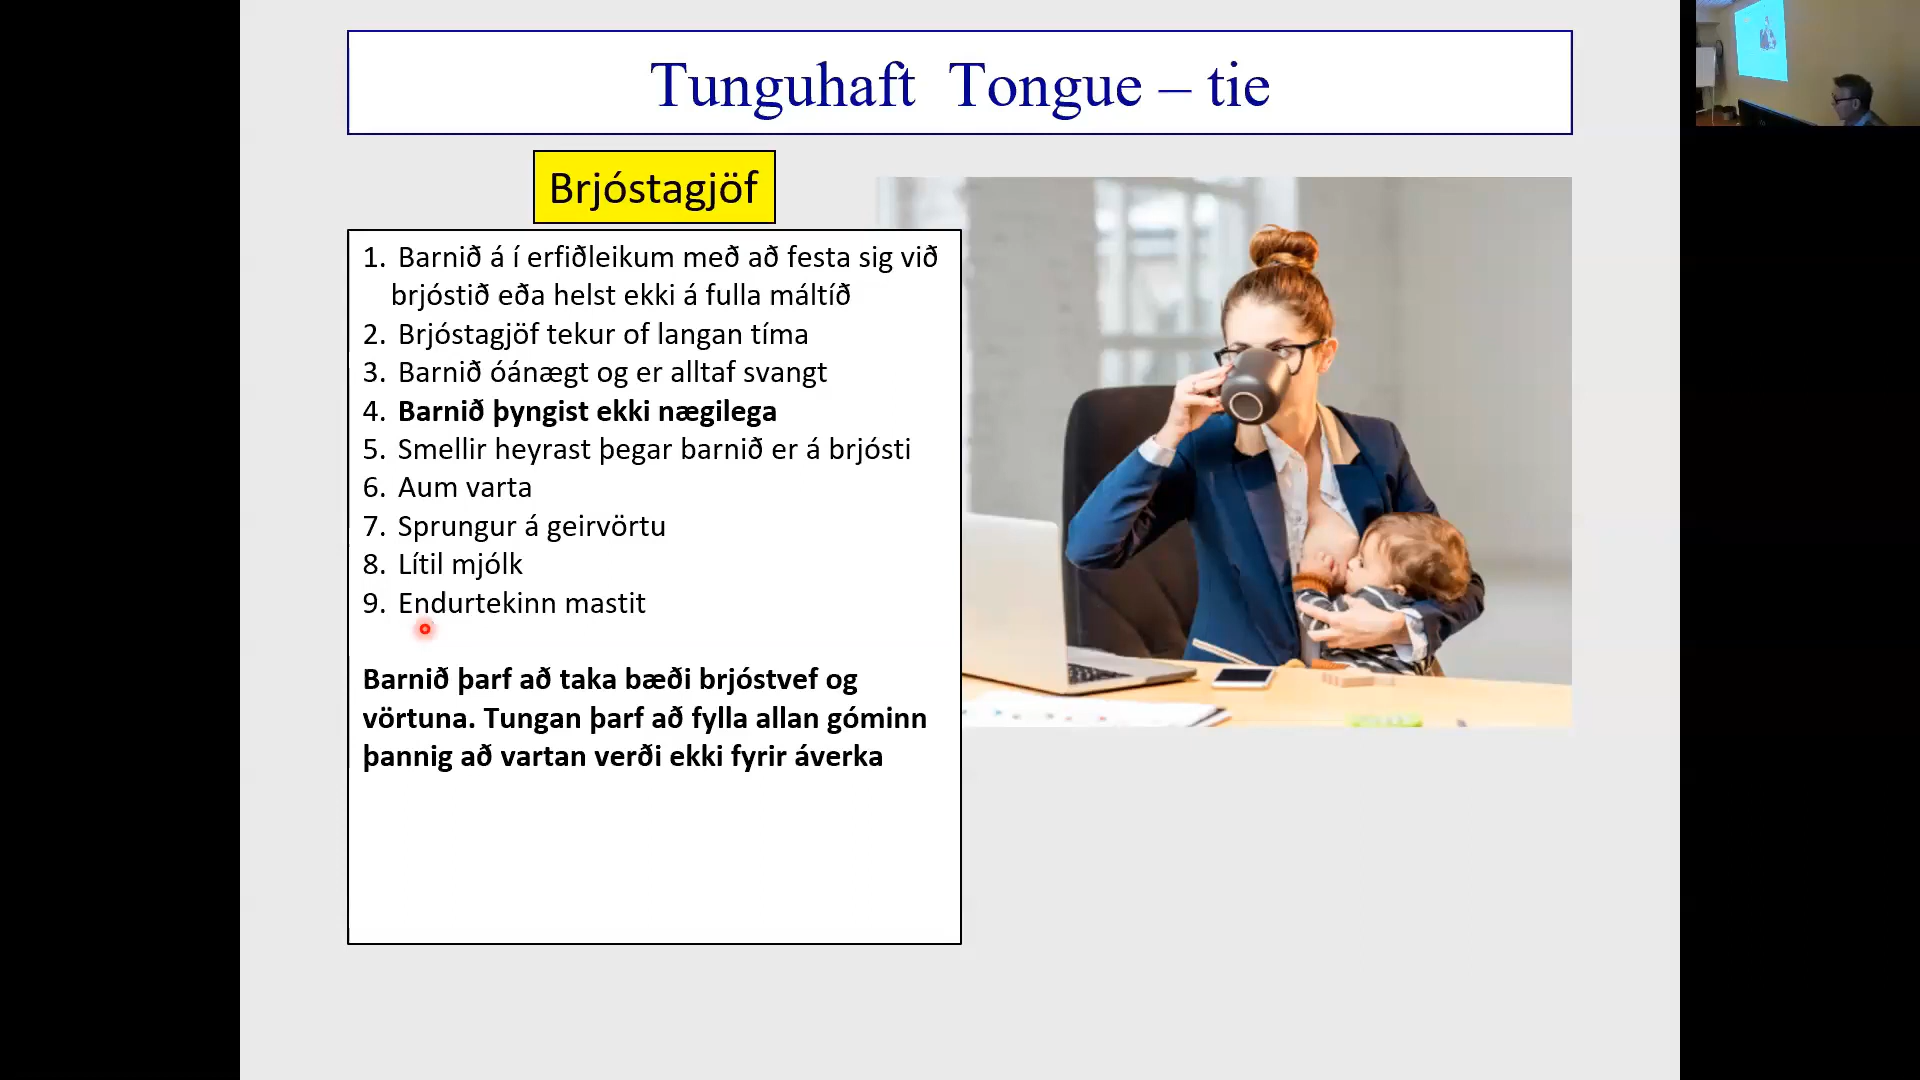 Tunguhaft Tongue – tie
Brjóstagjöf
1. Barnið á í erfiðleikum með að festa sig við
brjóstið eða helst ekki á fulla máltíð
2. Brjóstagjöf tekur of langan tíma
3. Barnið óánægt og er alltaf svangt
4. Barnið þyngist ekki nægilega
5. Smellir heyrast þegar barnið er á brjósti
6. Aum varta
7. Sprungur á geirvörtu
8. Lítil mjólk
9. Endurtekinn mastit
Barnið þarf að taka bæði brjóstvef og
vörtuna. Tungan þarf að fylla allan góminn
þannig að vartan verði ekki fyrir áverka